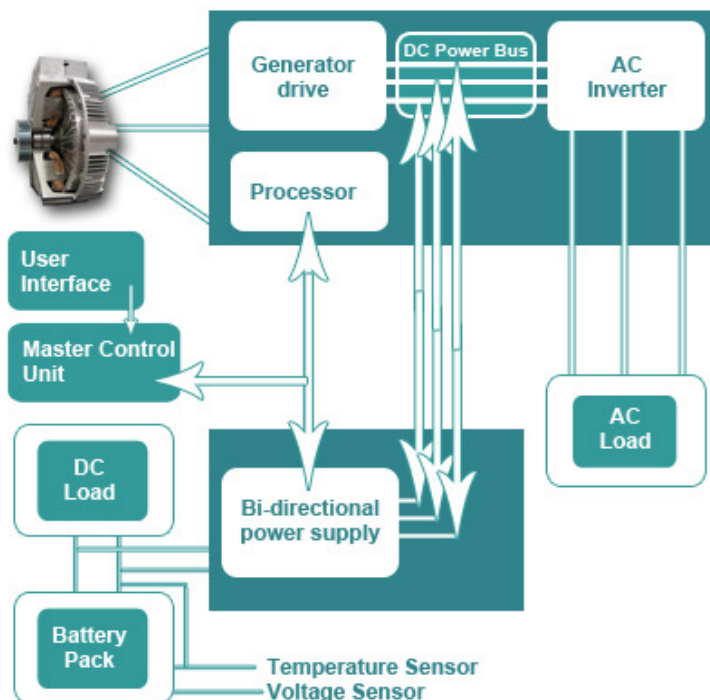 Generator
drive
DC Power Bus
AC
Inverter
Processor
User
Interface
Master Control
Unit
AC
Load
DC
Load
Bi-directional
power supply
Battery
Pack
Temperature Sensor
Voltage Sensor